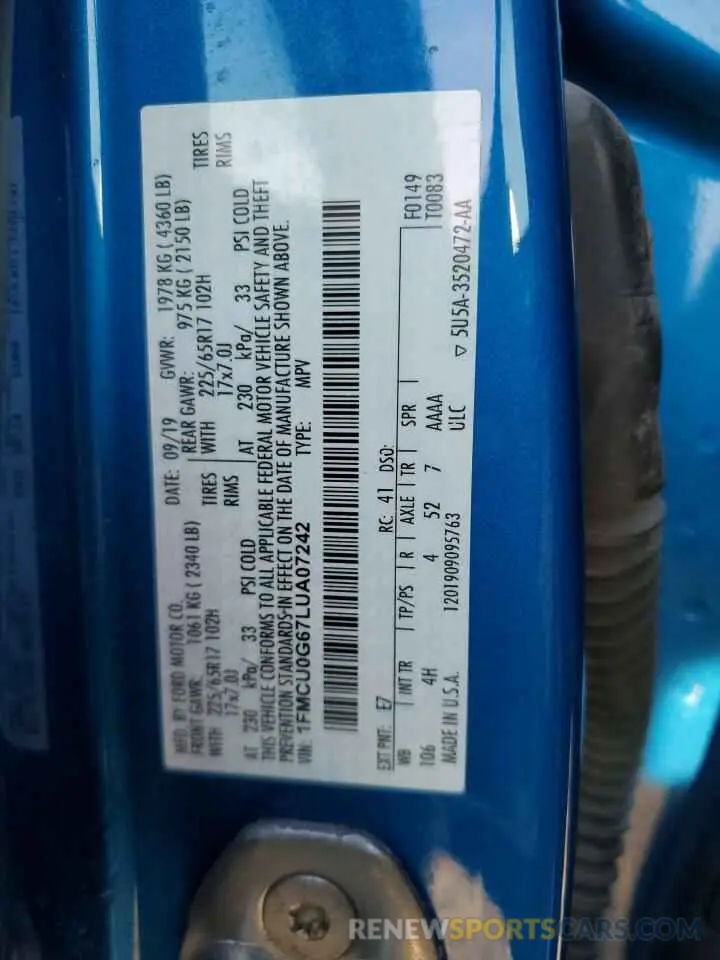 MFD. BY FORD MOTOR CO. DATE: 09/19 GVWR: 1978 KG ( 4360 LB)
FRONT GAWR: 1061 KG ( 2340 LB) REAR GAWR: 975 KG ( 2150 LB)
WITH 225/65R17 102H TIRES WITH 225/65R17 102H TIRES
17x7.0J RIMS 17x7.0J RIMS
AT 230 kPa/ 33 PSI COLD AT 230 kPa/ 33 PSI COLD
THIS VEHICLE CONFORMS TO ALL APPLICABLE FEDERAL MOTOR VEHICLE SAFETY AND THEFT
PREVENTION STANDARDS IN EFFECT ON THE DATE OF MANUFACTURE SHOWN ABOVE.
VIN: 1FMCU0G67LUA07242 TYPE: MPV
EXT PNT: E7 RC: 41 DSO:
WB INT TR TP/PS R AXLE TR SPR F0149
106 4H 4 52 7 AAAA T0083
MADE IN U.S.A. 1201909095763 ULC ▽ 5U5A-3520472-AA
RENEWSPORTSCARS.COM